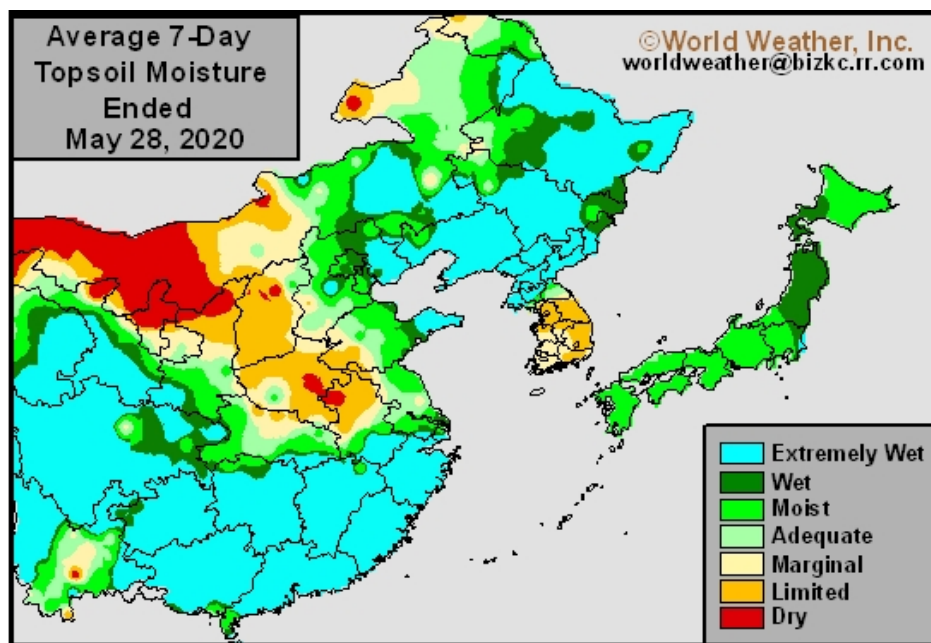 Average 7-Day
Topsoil Moisture
Ended
May 28, 2020
©World Weather, Inc.
worldweather@bizkc.rr.com
Extremely Wet
Wet
Moist
Adequate
Marginal
Limited
Dry